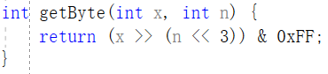 int getByte(int x, int n) {
    return (x >> (n << 3)) & 0xFF;
}